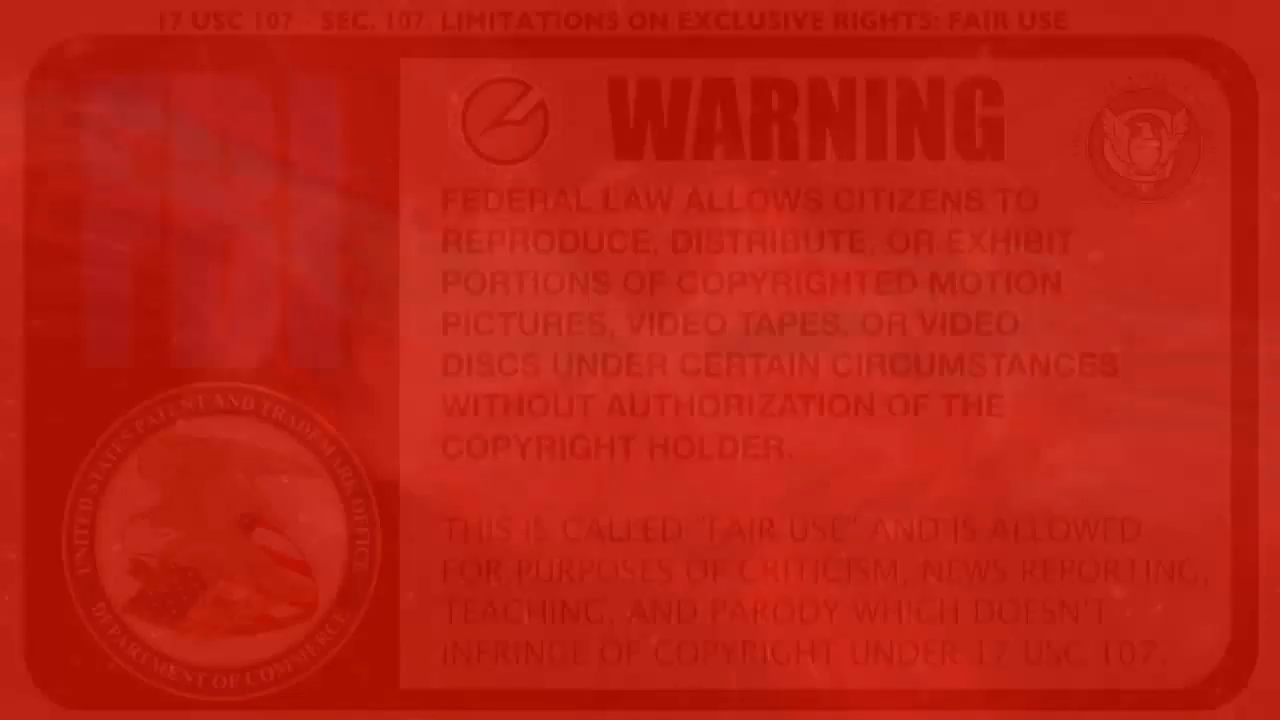 17 USC 107 - SEC. 107. LIMITATIONS ON EXCLUSIVE RIGHTS: FAIR USE
WARNING
FEDERAL LAW ALLOWS CITIZENS TO
REPRODUCE, DISTRIBUTE, OR EXHIBIT
PORTIONS OF COPYRIGHTED MOTION
PICTURES, VIDEO TAPES, OR VIDEO
DISCS UNDER CERTAIN CIRCUMSTANCES
WITHOUT AUTHORIZATION OF THE
COPYRIGHT HOLDER.
THIS IS CALLED "FAIR USE" AND IS ALLOWED
FOR PURPOSES OF CRITICISM, NEWS REPORTING,
TEACHING, AND PARODY WHICH DOESN'T
INFRINGE OF COPYRIGHT UNDER 17 USC 107.
UNITED STATES PATENT AND TRADEMARK OFFICE
DEPARTMENT OF COMMERCE